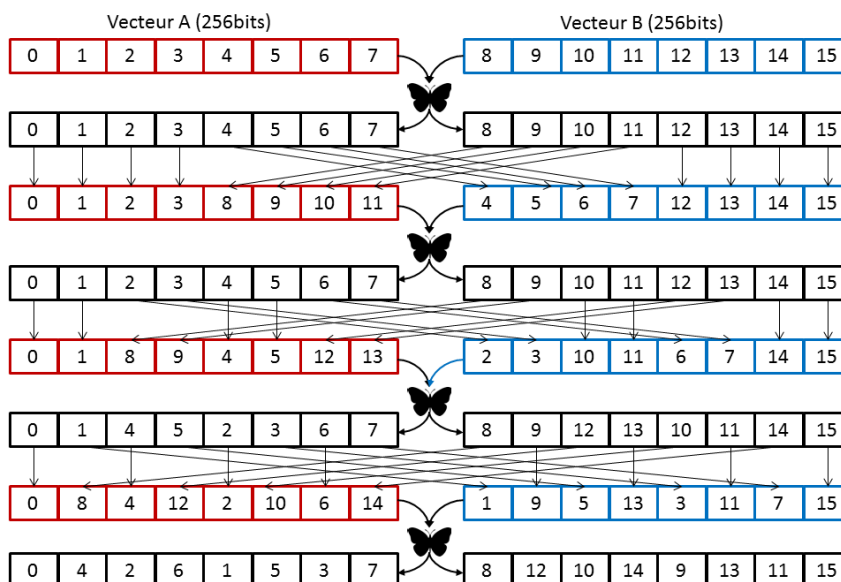 Vecteur A (256bits) Vecteur B (256bits)
0 1 2 3 4 5 6 7 8 9 10 11 12 13 14 15
0 1 2 3 4 5 6 7 8 9 10 11 12 13 14 15
0 1 2 3 8 9 10 11 4 5 6 7 12 13 14 15
0 1 2 3 4 5 6 7 8 9 10 11 12 13 14 15
0 1 8 9 4 5 12 13 2 3 10 11 6 7 14 15
0 1 4 5 2 3 6 7 8 9 12 13 10 11 14 15
0 8 4 12 2 10 6 14 1 9 5 13 3 11 7 15
0 4 2 6 1 5 3 7 8 12 10 14 9 13 11 15